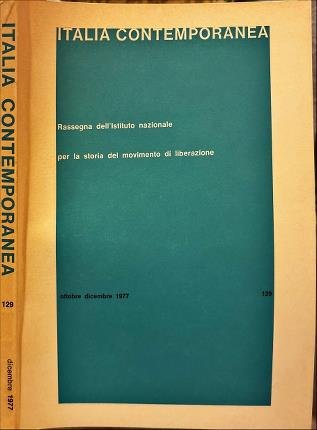 ITALIA CONTEMPORANEA
129
dicembre 1977
ITALIA CONTEMPORANEA
Rassegna dell'Istituto nazionale
per la storia del movimento di liberazione
ottobre dicembre 1977
129